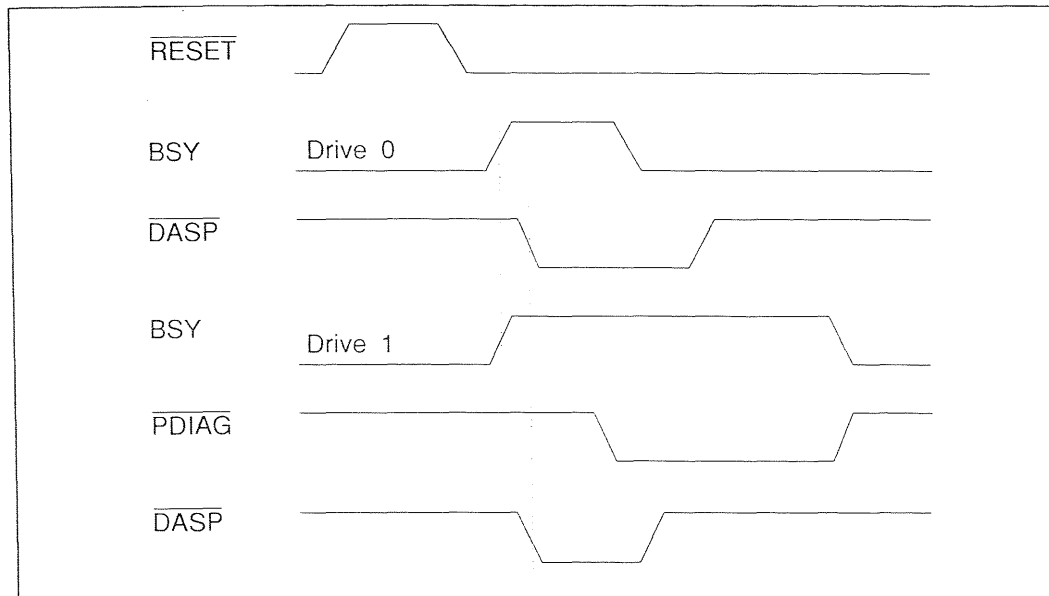 RESET
BSY Drive 0
DASP
BSY
Drive 1
PDIAG
DASP